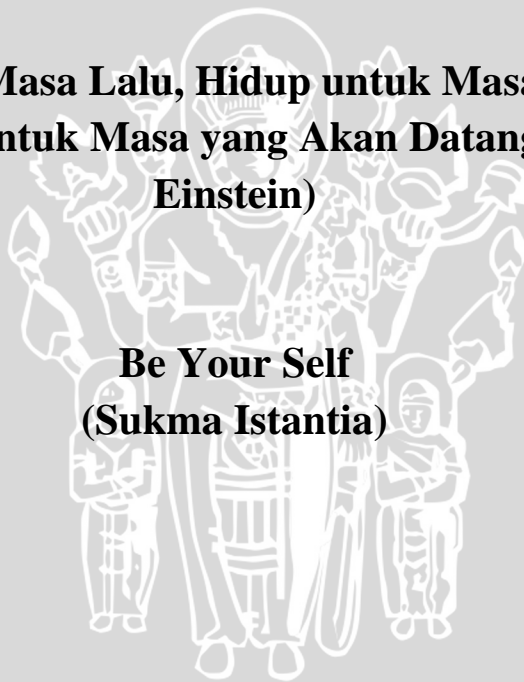 Masa Lalu, Hidup untuk Masa
ntuk Masa yang Akan Datang
Einstein)
Be Your Self
(Sukma Istantia)